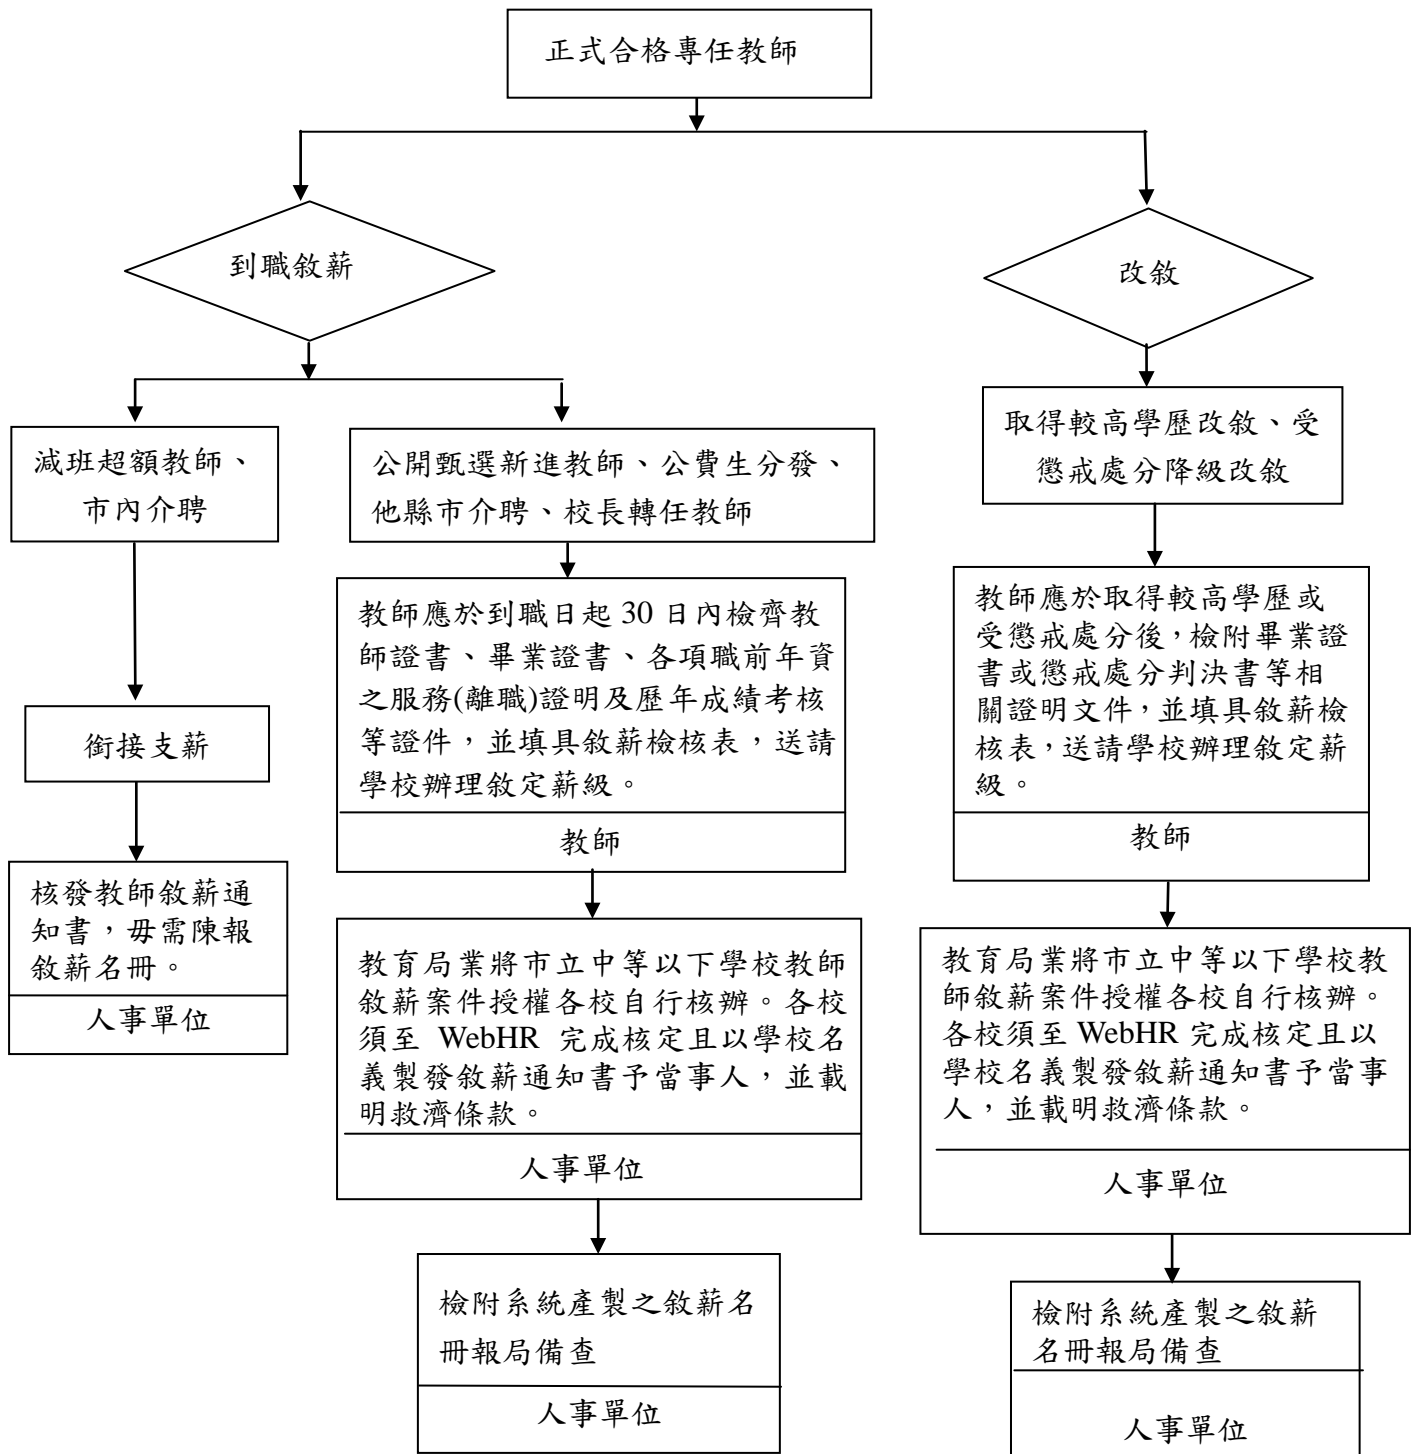 正式合格專任教師
到職敘薪
改敘
減班超額教師、
市內介聘
公開甄選新進教師、公費生分發、
他縣市介聘、校長轉任教師
取得較高學歷改敘、受
懲戒處分降級改敘
教師應於到職日起 30 日內檢齊教
師證書、畢業證書、各項職前年資
之服務(離職)證明及歷年成績考核
等證件，並填具敘薪檢核表，送請
學校辦理敘定薪級。
教師
教師應於取得較高學歷或
受懲戒處分後，檢附畢業證
書或懲戒處分判決書等相
關證明文件，並填具敘薪檢
核表，送請學校辦理敘定薪
級。
教師
銜接支薪
核發教師敘薪通
知書，毋需陳報
敘薪名冊。
人事單位
教育局業將市立中等以下學校教師
敘薪案件授權各校自行核辦。各校
須至 WebHR 完成核定且以學校名
義製發敘薪通知書予當事人，並載
明救濟條款。
人事單位
教育局業將市立中等以下學校教
師敘薪案件授權各校自行核辦。
各校須至 WebHR 完成核定且以
學校名義製發敘薪通知書予當事
人，並載明救濟條款。
人事單位
檢附系統產製之敘薪名
冊報局備查
人事單位
檢附系統產製之敘薪
名冊報局備查
人事單位